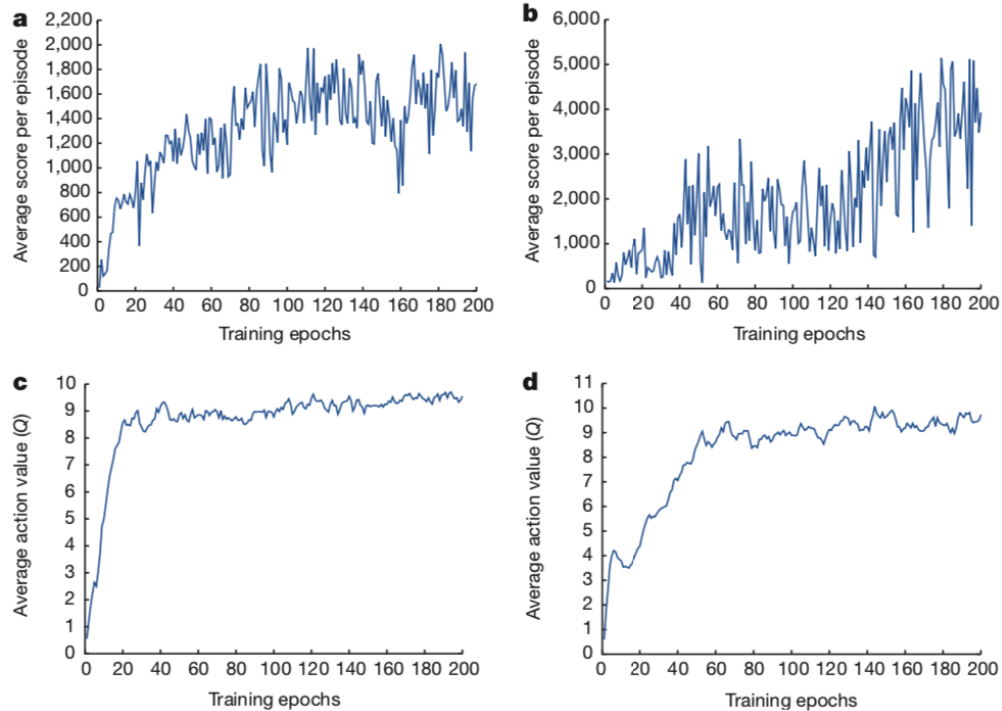 a
Average score per episode
2,200
2,000
1,800
1,600
1,400
1,200
1,000
800
600
400
200
0
0 20 40 60 80 100 120 140 160 180 200
Training epochs
b
Average score per episode
6,000
5,000
4,000
3,000
2,000
1,000
0
0 20 40 60 80 100 120 140 160 180 200
Training epochs
c
Average action value (Q)
10
9
8
7
6
5
4
3
2
1
0
0 20 40 60 80 100 120 140 160 180 200
Training epochs
d
Average action value (Q)
11
10
9
8
7
6
5
4
3
2
1
0
0 20 40 60 80 100 120 140 160 180 200
Training epochs